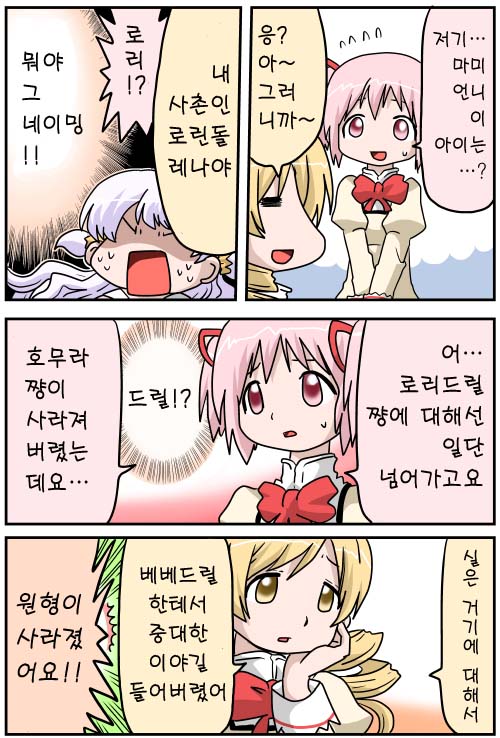 저기…
마미
언니
이
아이는
…?
응?
아~
그러
니까~
내
사촌인
로린돌
레나야
로
리
!?
뭐야
그
네이밍
!!
어…
로리드릴
쨩에 대해선
일단
넘어가고요
드릴!?
호무라
쨩이
사라져
버렸는
데요…
실은 거기에 대해서
베베드릴
한테서
중대한
이야길
들어버렸어
원형이
사라졌
어요!!